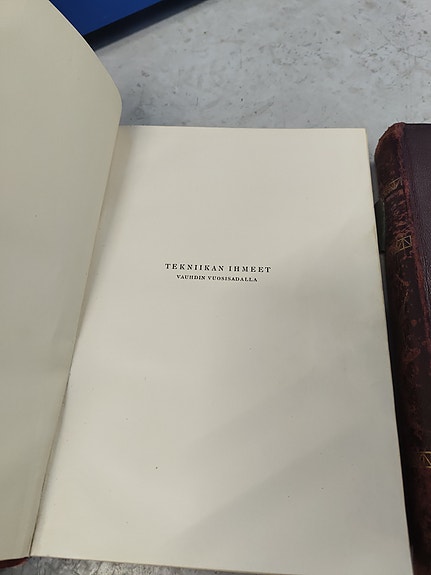 TEKNIIKAN IHMEET
VAUHDIN VUOSISADALLA